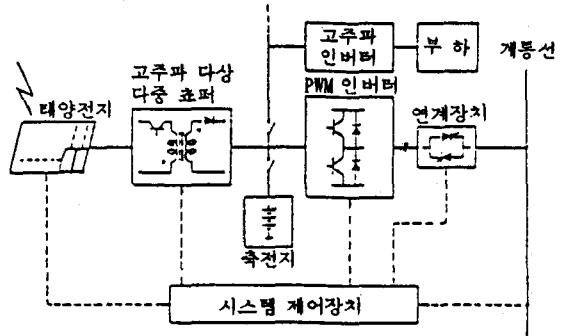 고주파
인버터
부 하
계통선
고주파 다상
다중 쵸퍼
PWM 인버터
태양전지
연계장치
축전지
시스템 제어장치